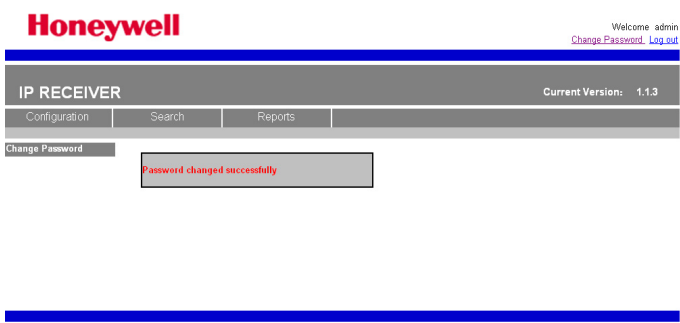 Honeywell
Welcome admin
Change Password Log out
IP RECEIVER
Current Version: 1.1.3
Configuration Search Reports
Change Password
Password changed successfully